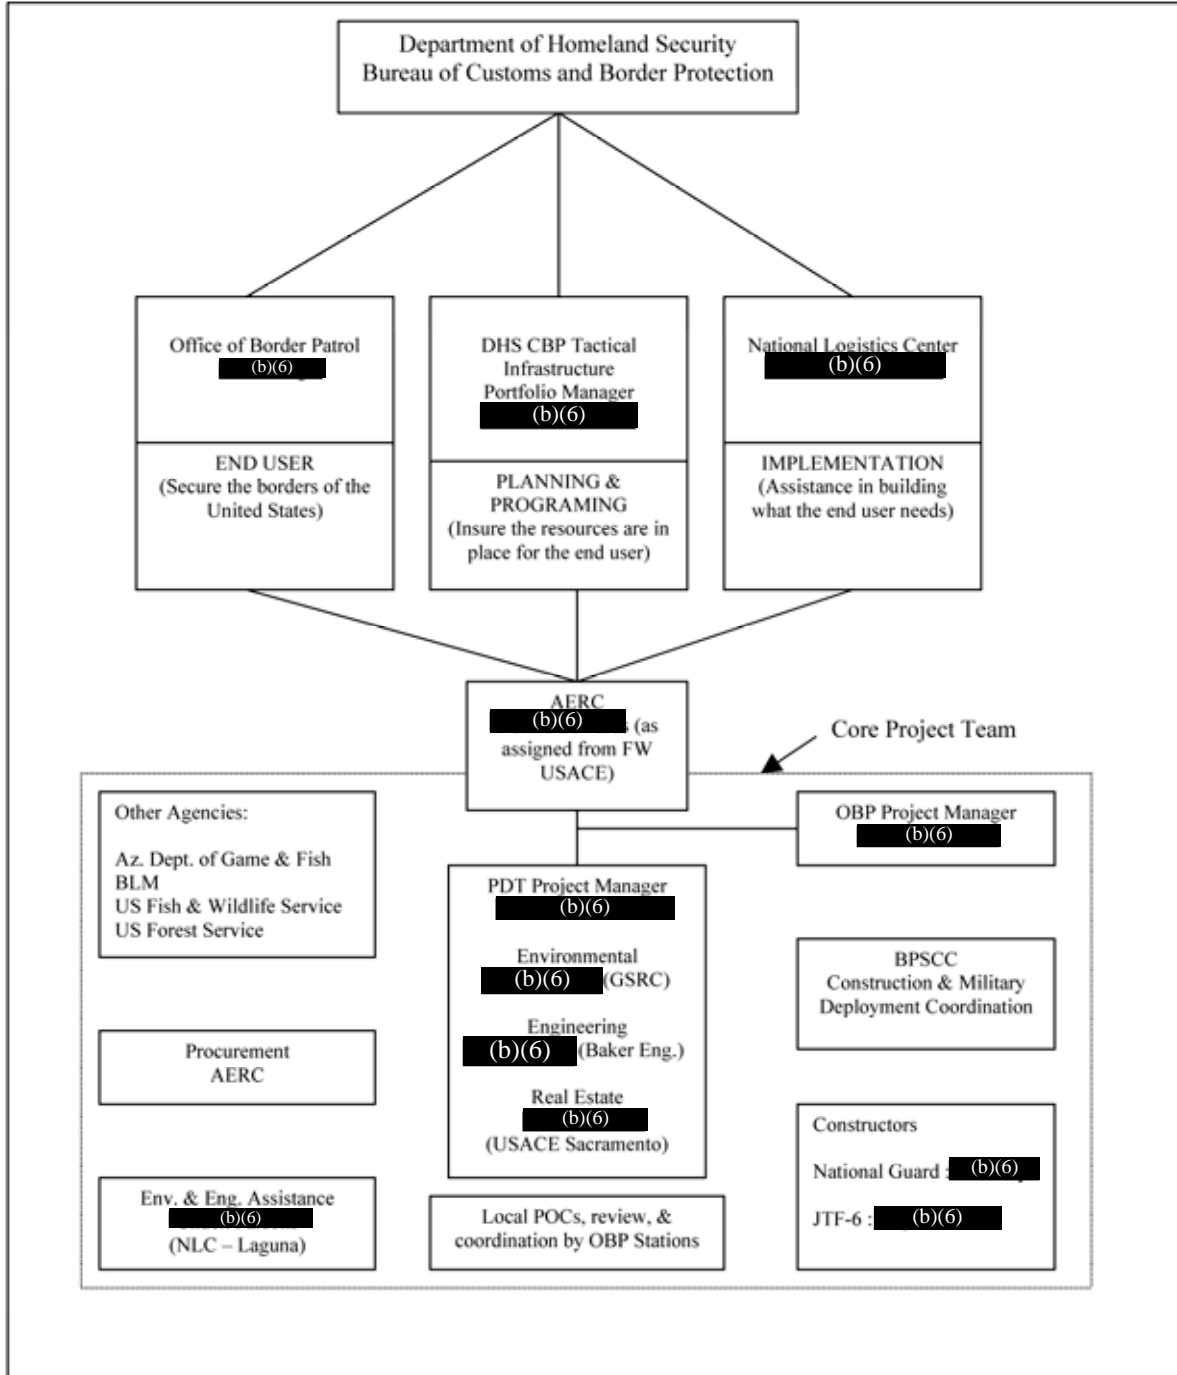 Department of Homeland Security
Bureau of Customs and Border Protection
Office of Border Patrol
(b)(6)
END USER
(Secure the borders of the
United States)
DHS CBP Tactical
Infrastructure
Portfolio Manager
(b)(6)
PLANNING &
PROGRAMING
(Insure the resources are in
place for the end user)
National Logistics Center
(b)(6)
IMPLEMENTATION
(Assistance in building
what the end user needs)
AERC
(b)(6) (as
assigned from FW
USACE)
Core Project Team
Other Agencies:
Az. Dept. of Game & Fish
BLM
US Fish & Wildlife Service
US Forest Service
Procurement
AERC
Env. & Eng. Assistance
(b)(6)
(NLC – Laguna)
PDT Project Manager
(b)(6)
Environmental
(b)(6) (GSRC)
Engineering
(b)(6) (Baker Eng.)
Real Estate
(b)(6)
(USACE Sacramento)
Local POCs, review, &
coordination by OBP Stations
OBP Project Manager
(b)(6)
BPSCC
Construction & Military
Deployment Coordination
Constructors
National Guard : (b)(6)
JTF-6 : (b)(6)